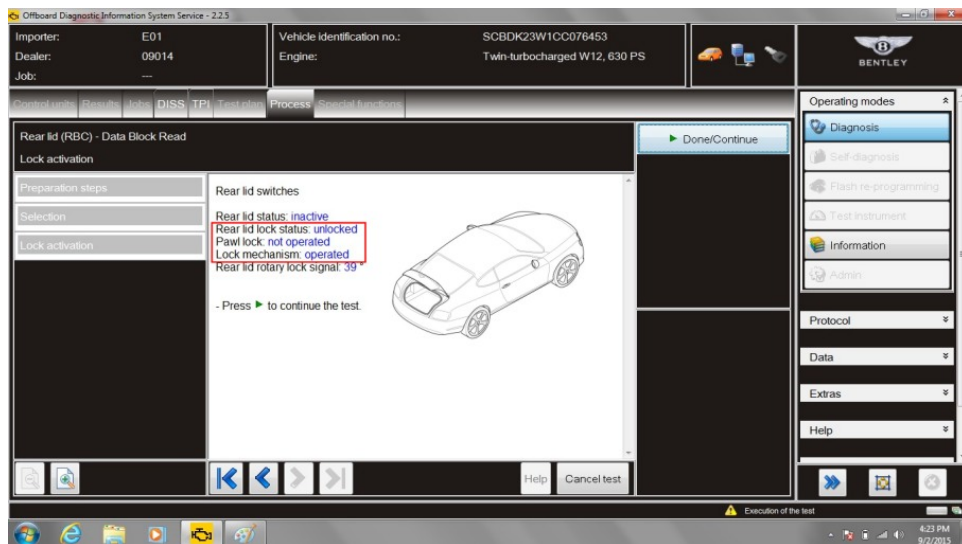 Offboard Diagnostic Information System Service - 2.2.5
Importer: E01
Dealer: 09014
Job: ---
Vehicle identification no.: SCBDK23W1CC076453
Engine: Twin-turbocharged W12, 630 PS
BENTLEY
Control units Results Jobs DISS TPI Test plan Process Special functions
Rear lid (RBC) - Data Block Read
Lock activation
Done/Continue
Preparation steps
Selection
Lock activation
Rear lid switches
Rear lid status: inactive
Rear lid lock status: unlocked
Pawl lock: not operated
Lock mechanism: operated
Rear lid rotary lock signal: 39 °
- Press ► to continue the test.
Help
Cancel test
Operating modes
Diagnosis
Self-diagnosis
Flash re-programming
Test instrument
Information
Admin
Protocol
Data
Extras
Help
Execution of the test
4:23 PM
9/2/2015